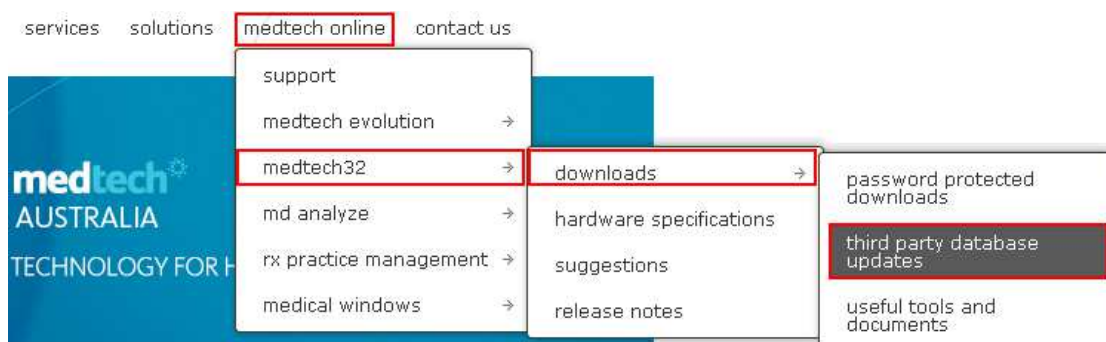 services solutions medtech online contact us
support
medtech evolution →
medtech32 →
md analyze →
rx practice management →
medical windows →
downloads →
hardware specifications
suggestions
release notes
password protected
downloads
third party database
updates
useful tools and
documents
medtech
AUSTRALIA
TECHNOLOGY FOR H